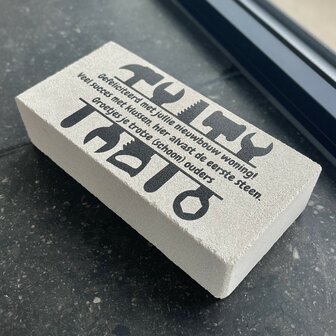 Gefeliciteerd met jullie nieuwbouw woning!
Veel succes met klussen, hier alvast de eerste steen.
Groetjes je trotse (schoon) ouders